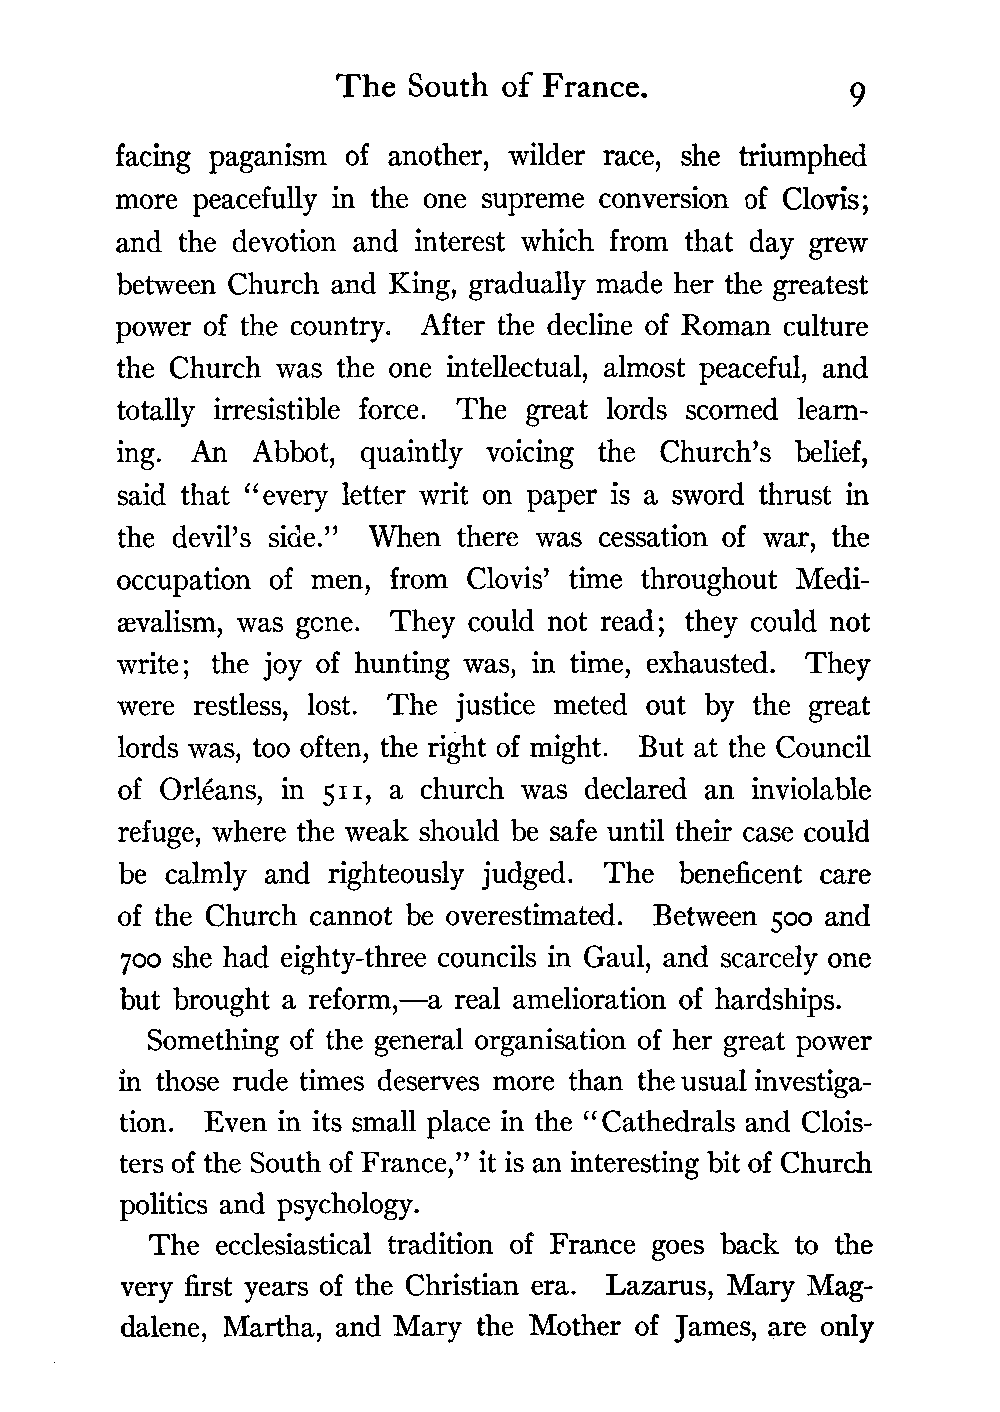 The South of France. 9
facing paganism of another, wilder race, she triumphed
more peacefully in the one supreme conversion of Clovis;
and the devotion and interest which from that day grew
between Church and King, gradually made her the greatest
power of the country. After the decline of Roman culture
the Church was the one intellectual, almost peaceful, and
totally irresistible force. The great lords scorned learn-
ing. An Abbot, quaintly voicing the Church's belief,
said that "every letter writ on paper is a sword thrust in
the devil's side." When there was cessation of war, the
occupation of men, from Clovis' time throughout Medi-
ævalism, was gone. They could not read; they could not
write; the joy of hunting was, in time, exhausted. They
were restless, lost. The justice meted out by the great
lords was, too often, the right of might. But at the Council
of Orléans, in 511, a church was declared an inviolable
refuge, where the weak should be safe until their case could
be calmly and righteously judged. The beneficent care
of the Church cannot be overestimated. Between 500 and
700 she had eighty-three councils in Gaul, and scarcely one
but brought a reform,—a real amelioration of hardships.
Something of the general organisation of her great power
in those rude times deserves more than the usual investiga-
tion. Even in its small place in the "Cathedrals and Clois-
ters of the South of France," it is an interesting bit of Church
politics and psychology.
The ecclesiastical tradition of France goes back to the
very first years of the Christian era. Lazarus, Mary Mag-
dalene, Martha, and Mary the Mother of James, are only